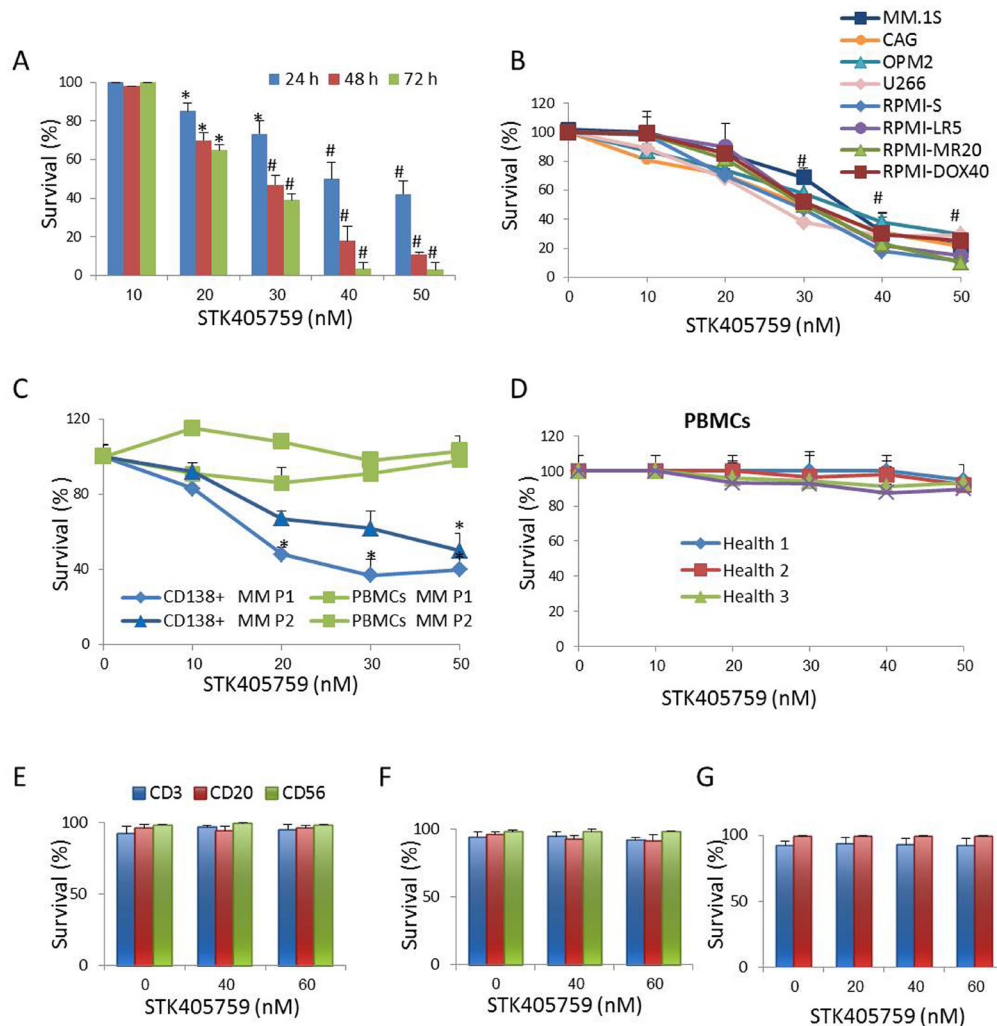 A
24 h 48 h 72 h
Survival (%)
100
80
60
40
20
0
* * * * # # # # # # # #
10 20 30 40 50
STK405759 (nM)
B
MM.1S
CAG
OPM2
U266
RPMI-S
RPMI-LR5
RPMI-MR20
RPMI-DOX40
Survival (%)
120
100
80
60
40
20
0
# # #
0 10 20 30 40 50
STK405759 (nM)
C
Survival (% )
120
80
40
0
* * * *
CD138+ MM P1 PBMCs MM P1
CD138+ MM P2 PBMCs MM P2
0 10 20 30 50
STK405759 (nM)
D
PBMCs
Survival (% )
120
100
80
60
40
20
0
Health 1
Health 2
Health 3
0 10 20 30 40 50
STK405759 (nM)
E
CD3 CD20 CD56
Survival (%)
100
50
0
0 40 60
STK405759 (nM)
F
Survival (%)
100
50
0
0 40 60
STK405759 (nM)
G
Survival (%)
100
50
0
0 20 40 60
STK405759 (nM)